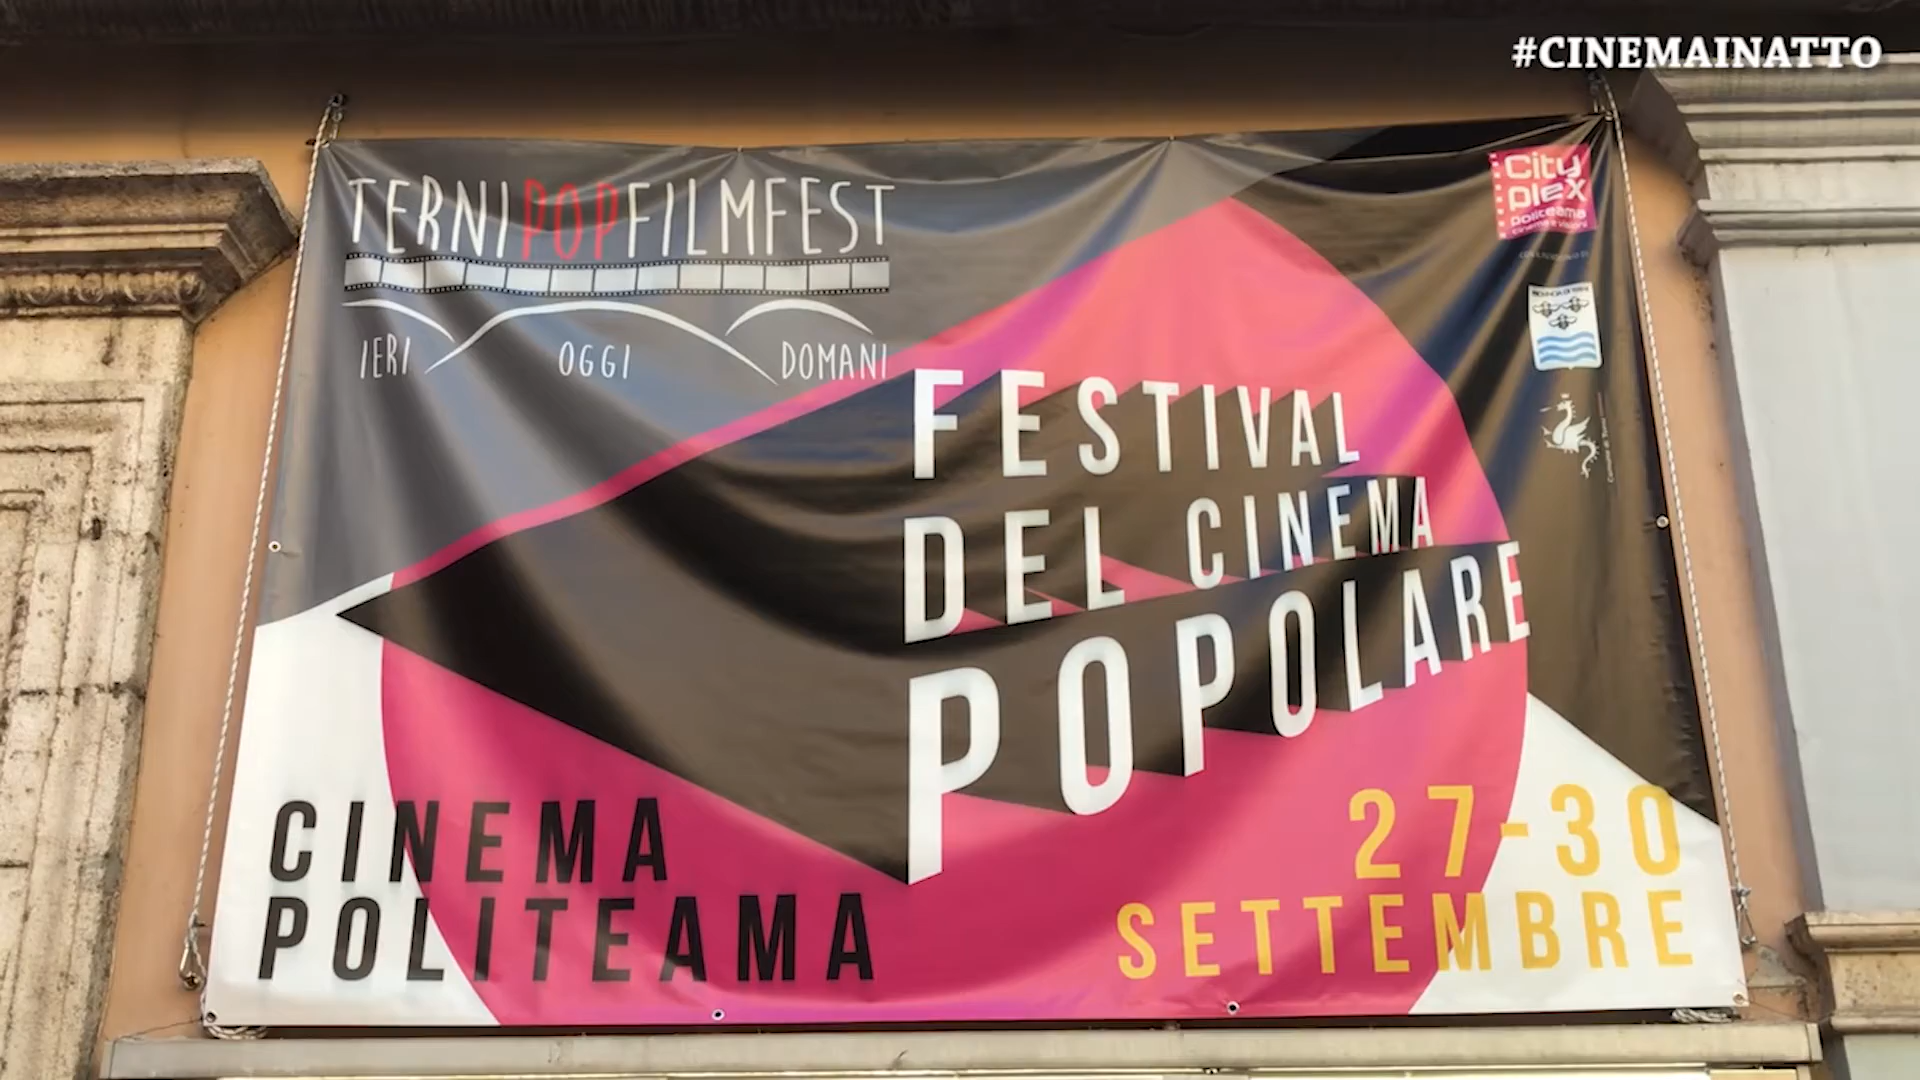 #CINEMAINATTO
TERNIPOPFILMFEST
IERI OGGI DOMANI
City
plex
politeama
FESTIVAL
DEL CINEMA
POPOLARE
CINEMA
POLITEAMA
27-30
SETTEMBRE